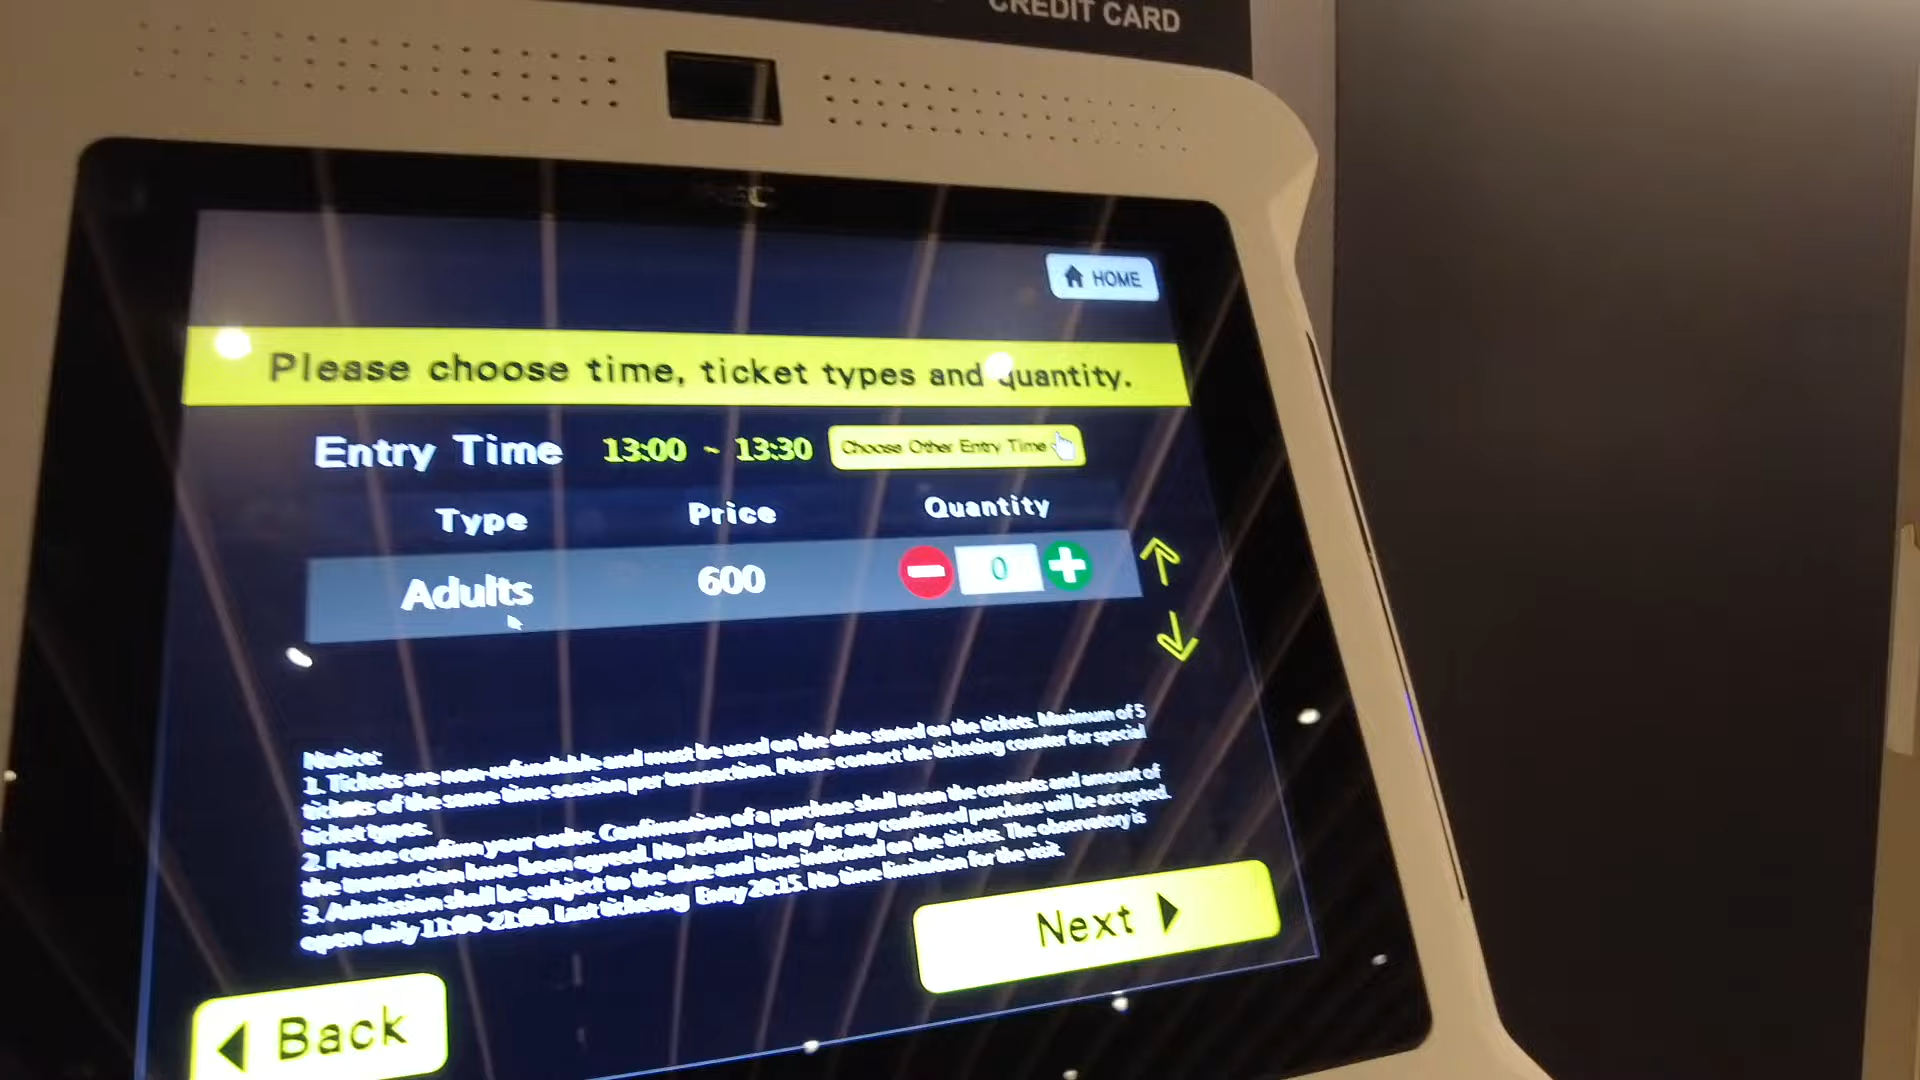 CREDIT CARD
HOME
Please choose time, ticket types and quantity.
Entry Time 13:00 ~ 13:30 Choose Other Entry Time
Type Price Quantity
Adults 600 0
Notice:
1. Tickets are non-refundable and must be used on the date stated on the tickets. Maximum of 5
tickets of the same time session per transaction. Please contact the ticketing counter for special
ticket types.
2. Please confirm your order. Confirmation of a purchase shall mean the contents and amount of
the transaction have been agreed. No refusal to pay for any confirmed purchase will be accepted.
3. Admission shall be subject to the date and time indicated on the tickets. The observatory is
open daily 11:00-21:00. Last ticketing Entry 20:15. No time limitation for the visit.
Next
Back